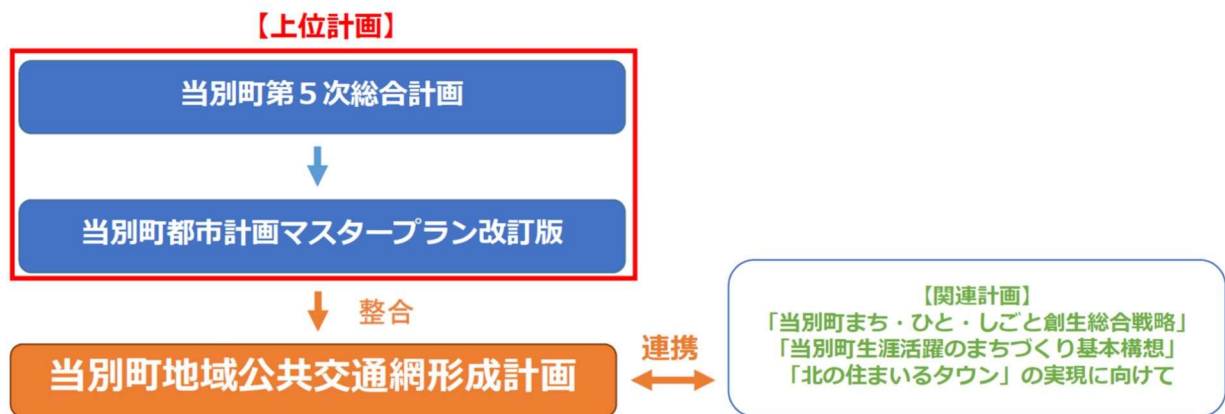 【上位計画】
当別町第５次総合計画
当別町都市計画マスタープラン改訂版
整合
当別町地域公共交通網形成計画
連携
【関連計画】
「当別町まち・ひと・しごと創生総合戦略」
「当別町生涯活躍のまちづくり基本構想」
「北の住まいるタウン」の実現に向けて